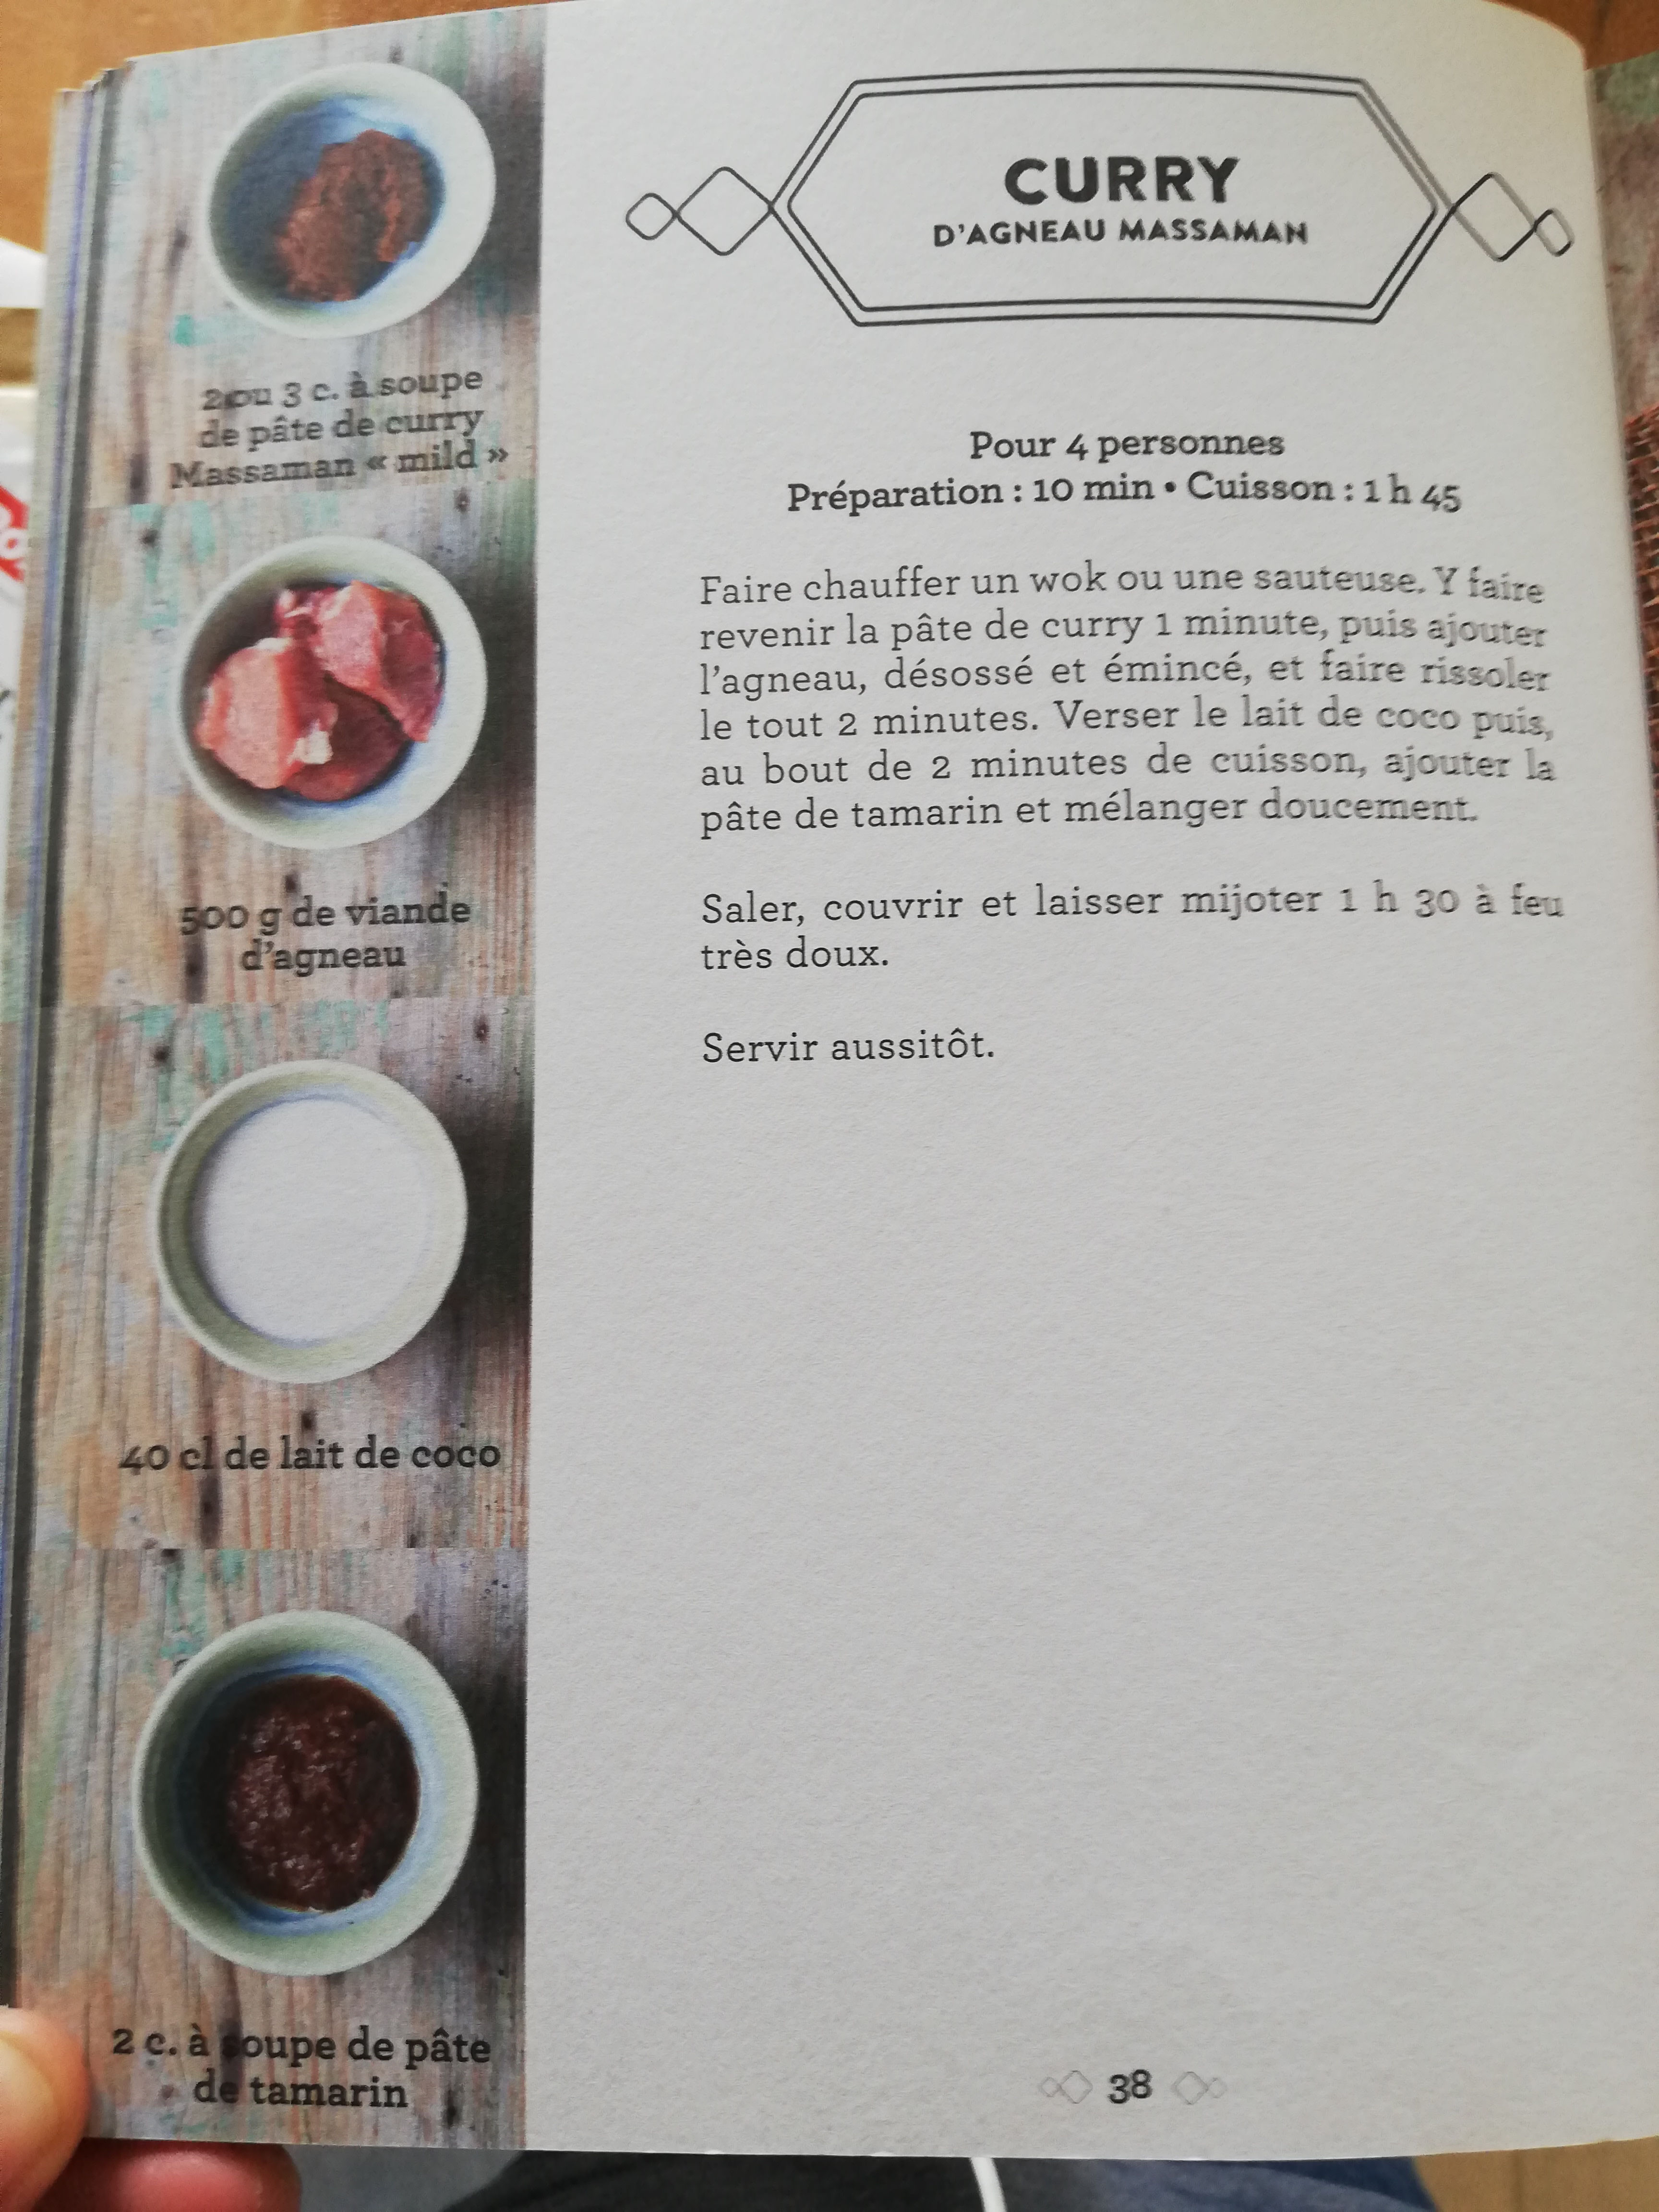 CURRY
D'AGNEAU MASSAMAN
2 ou 3 c. à soupe
de pâte de curry
Massaman « mild »
500 g de viande
d'agneau
40 cl de lait de coco
2 c. à soupe de pâte
de tamarin
Pour 4 personnes
Préparation : 10 min • Cuisson : 1 h 45
Faire chauffer un wok ou une sauteuse. Y faire
revenir la pâte de curry 1 minute, puis ajouter
l'agneau, désossé et émincé, et faire rissoler
le tout 2 minutes. Verser le lait de coco puis,
au bout de 2 minutes de cuisson, ajouter la
pâte de tamarin et mélanger doucement.
Saler, couvrir et laisser mijoter 1 h 30 à feu
très doux.
Servir aussitôt.
38